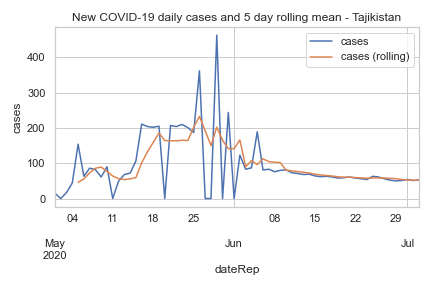 New COVID-19 daily cases and 5 day rolling mean - Tajikistan
cases
cases (rolling)
400
300
200
100
0
cases
04 11 18 25 08 15 22 29
May Jun Jul
2020
dateRep